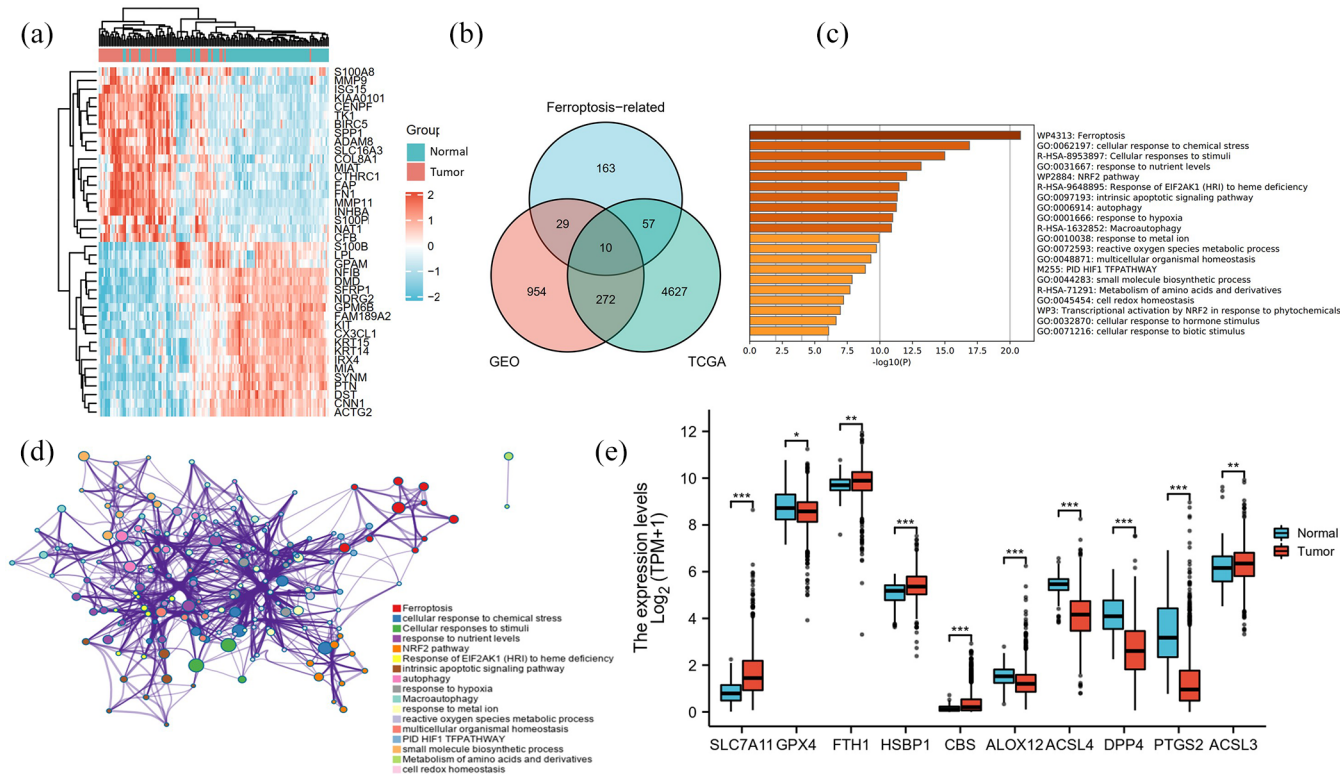 (a)
S100A8
MMP9
ISG15
KIAA0101
CENPF
TK1
BIRC5
SPP1
ADAM8
SLC16A3
COL8A1
MIAT
CTHRC1
FAP
FN1
MMP11
INHBA
S100P
NAT1
CFB
S100B
LPL
GPAM
NFIB
DMD
SFRP1
NDRG2
GPM6B
FAM189A2
KIT
CX3CL1
KRT15
KRT14
IRX4
MIA
SYNM
PTN
DST
CNN1
ACTG2
Group
Normal
Tumor
2
1
0
−1
−2
(b)
Ferroptosis-related
163
29
57
10
954
272
4627
GEO
TCGA
(c)
WP4313: Ferroptosis
GO:0062197: cellular response to chemical stress
R-HSA-8953897: Cellular responses to stimuli
GO:0031667: response to nutrient levels
WP2884: NRF2 pathway
R-HSA-9648895: Response of EIF2AK1 (HRI) to heme deficiency
GO:0097193: intrinsic apoptotic signaling pathway
GO:0006914: autophagy
GO:0001666: response to hypoxia
R-HSA-1632852: Macroautophagy
GO:0010038: response to metal ion
GO:0072593: reactive oxygen species metabolic process
GO:0048871: multicellular organismal homeostasis
M255: PID HIF1 TFPATHWAY
GO:0044283: small molecule biosynthetic process
R-HSA-71291: Metabolism of amino acids and derivatives
GO:0045454: cell redox homeostasis
WP3: Transcriptional activation by NRF2 in response to phytochemicals
GO:0032870: cellular response to hormone stimulus
GO:0071216: cellular response to biotic stimulus
0.0 2.5 5.0 7.5 10.0 12.5 15.0 17.5 20.0
-log10(P)
(d)
Ferroptosis
cellular response to chemical stress
Cellular responses to stimuli
response to nutrient levels
NRF2 pathway
Response of EIF2AK1 (HRI) to heme deficiency
intrinsic apoptotic signaling pathway
autophagy
response to hypoxia
Macroautophagy
response to metal ion
reactive oxygen species metabolic process
multicellular organismal homeostasis
PID HIF1 TFPATHWAY
small molecule biosynthetic process
Metabolism of amino acids and derivatives
cell redox homeostasis
(e)
The expression levels
Log2 (TPM+1)
12
10
8
6
4
2
0
***
*
**
***
***
***
***
***
***
**
SLC7A11 GPX4 FTH1 HSBP1 CBS ALOX12 ACSL4 DPP4 PTGS2 ACSL3
Normal
Tumor